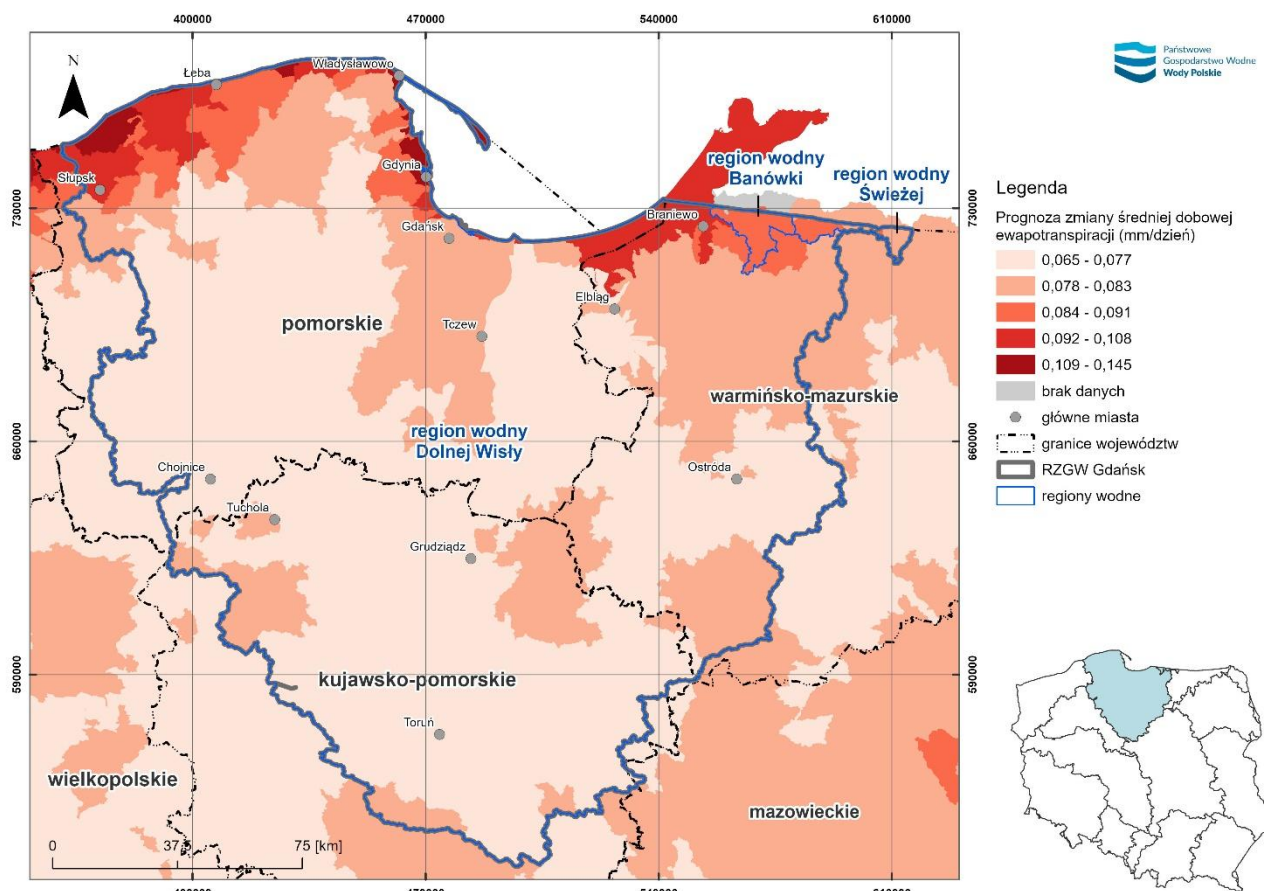 400000
470000
540000
610000
N
Łeba
Władysławowo
Państwowe
Gospodarstwo Wodne
Wody Polskie
region wodny
Banówki
region wodny
Świeżej
Gdynia
Słupsk
730000
730000
Braniewo
Gdańsk
Legenda
Prognoza zmiany średniej dobowej
ewapotranspiracji (mm/dzień)
0,065 - 0,077
0,078 - 0,083
0,084 - 0,091
0,092 - 0,108
0,109 - 0,145
brak danych
główne miasta
granice województw
RZGW Gdańsk
regiony wodne
Elbląg
pomorskie
Tczew
warmińsko-mazurskie
region wodny
Dolnej Wisły
660000
660000
Chojnice
Ostróda
Tuchola
Grudziądz
590000
590000
kujawsko-pomorskie
Toruń
wielkopolskie
mazowieckie
0 37,5 75 [km]
400000
470000
540000
610000